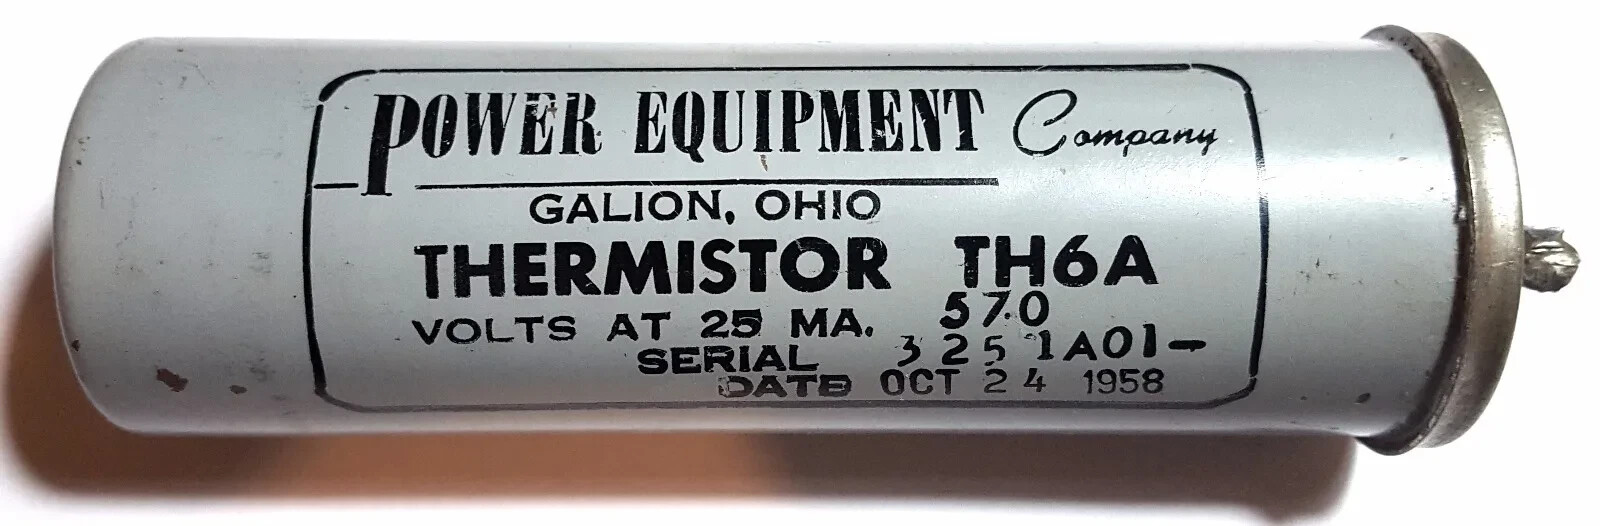 POWER EQUIPMENT Company
GALION, OHIO
THERMISTOR TH6A
VOLTS AT 25 MA. 570
SERIAL 3251A01-
DATE OCT 24 1958